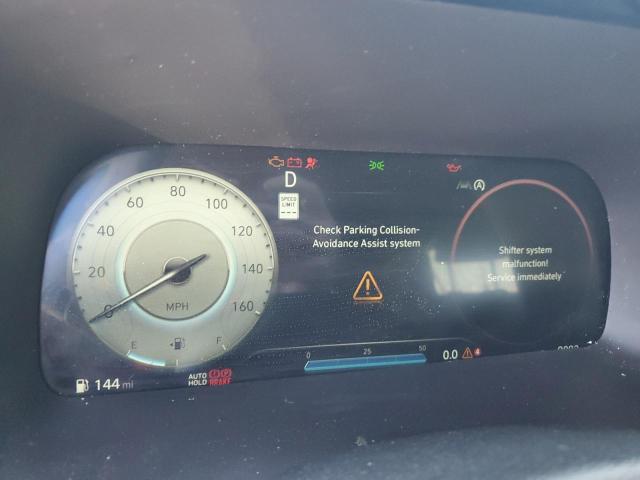 D
SPEED
LIMIT
---
Check Parking Collision-
Avoidance Assist system
Shifter system
malfunction!
Service immediately
0
20
40
60
80
100
120
140
160
MPH
E
F
0
25
50
144 mi
AUTO
HOLD
BRAKE
0.0
4